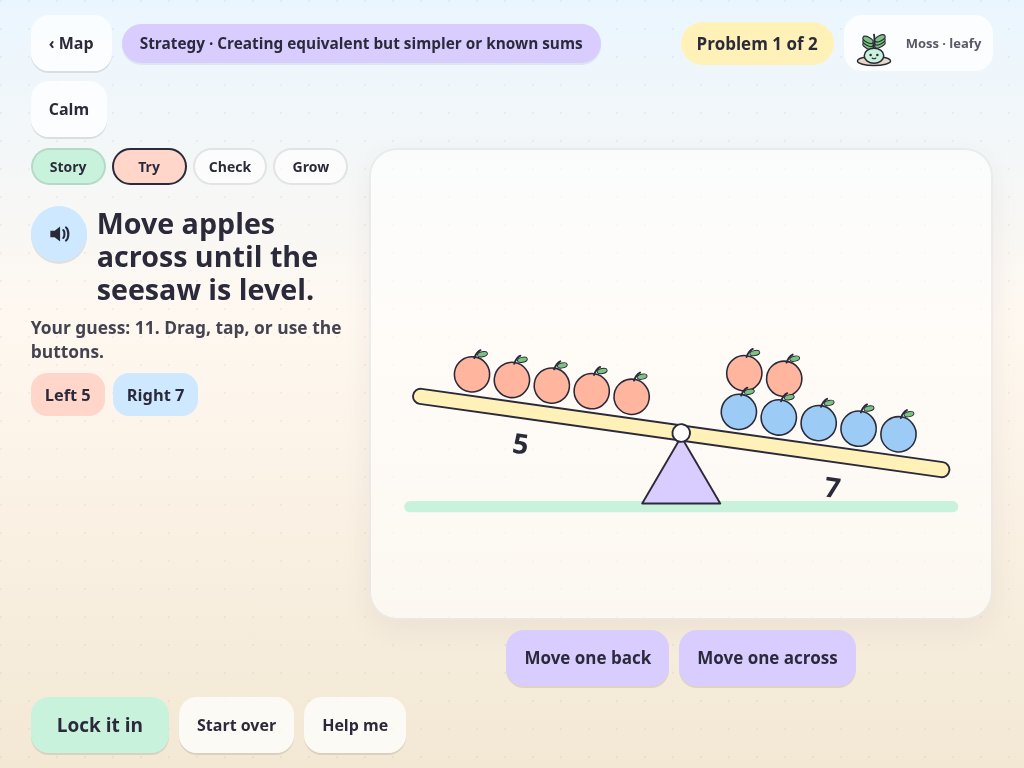 ‹ Map
Strategy · Creating equivalent but simpler or known sums
Problem 1 of 2
Moss · leafy
Calm
Story
Try
Check
Grow
Move apples
across until the
seesaw is level.
Your guess: 11. Drag, tap, or use the
buttons.
Left 5
Right 7
5
7
Move one back
Move one across
Lock it in
Start over
Help me